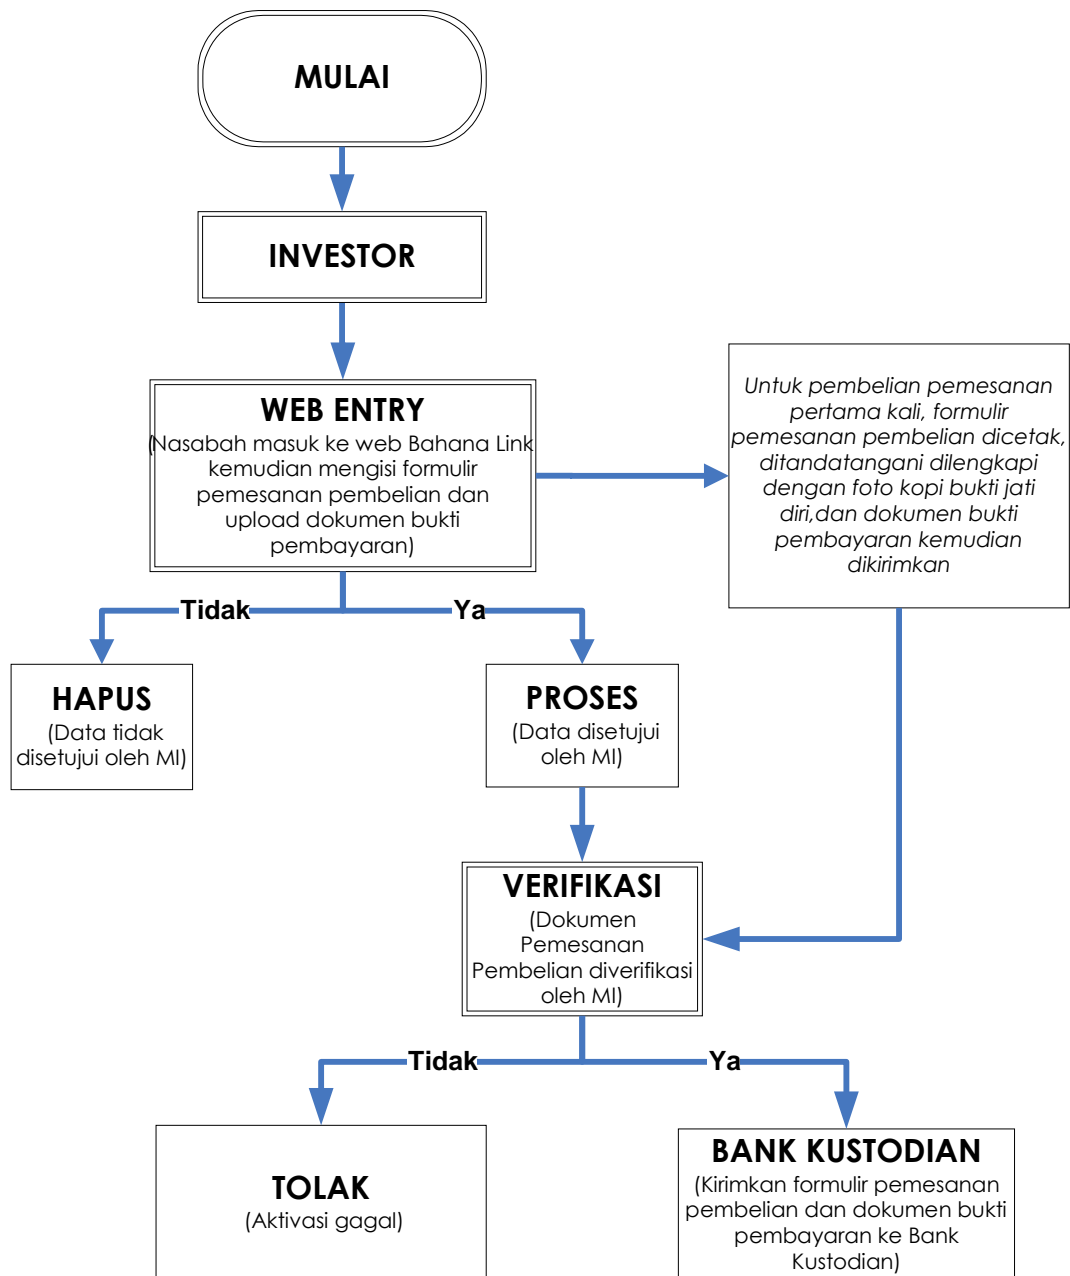 MULAI
INVESTOR
WEB ENTRY
(Nasabah masuk ke web Bahana Link
kemudian mengisi formulir
pemesanan pembelian dan
upload dokumen bukti
pembayaran)
Untuk pembelian pemesanan
pertama kali, formulir
pemesanan pembelian dicetak,
ditandatangani dilengkapi
dengan foto kopi bukti jati
diri,dan dokumen bukti
pembayaran kemudian
dikirimkan
Tidak
Ya
HAPUS
(Data tidak
disetujui oleh MI)
PROSES
(Data disetujui
oleh MI)
VERIFIKASI
(Dokumen
Pemesanan
Pembelian diverifikasi
oleh MI)
Tidak
Ya
TOLAK
(Aktivasi gagal)
BANK KUSTODIAN
(Kirimkan formulir pemesanan
pembelian dan dokumen bukti
pembayaran ke Bank
Kustodian)